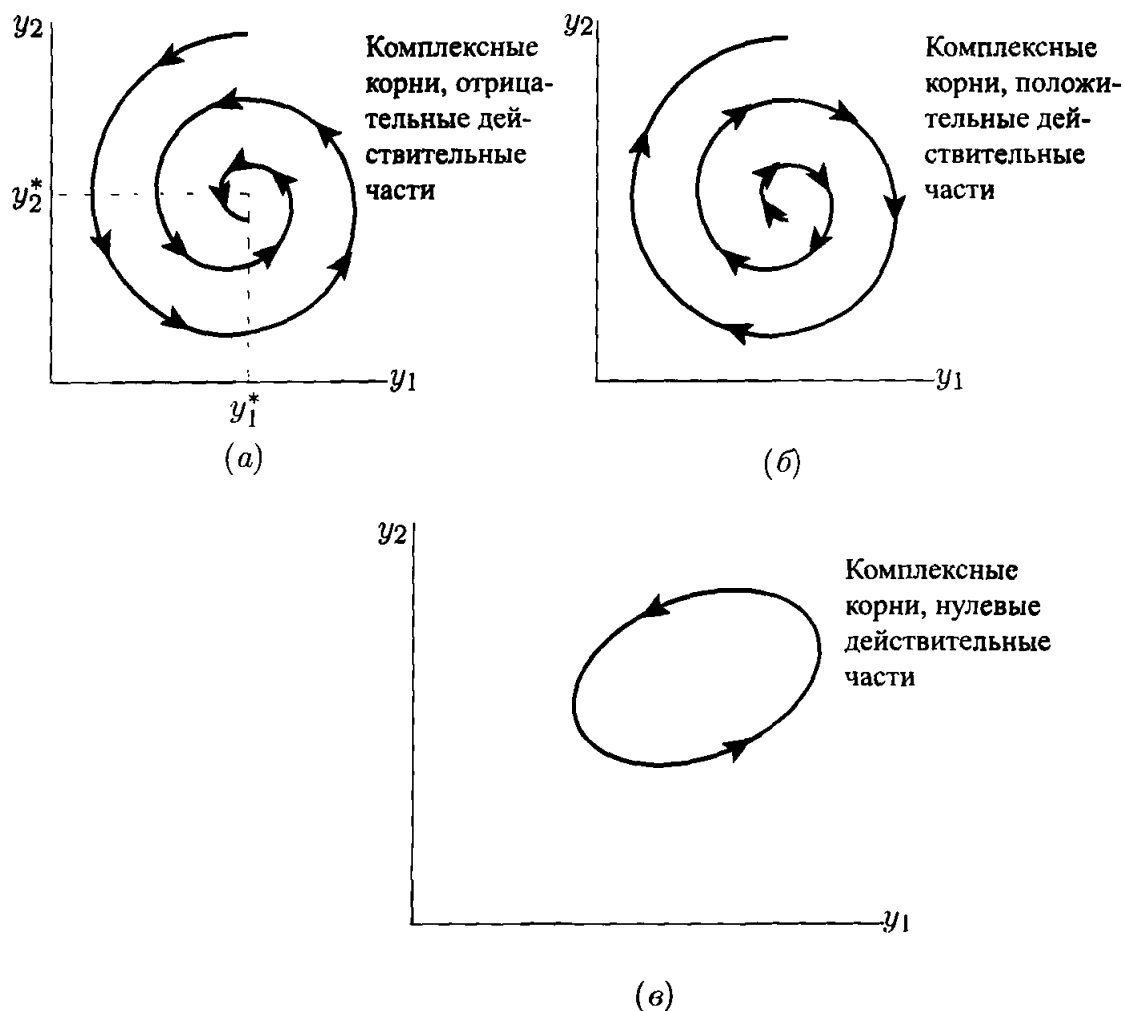 y₂
Комплексные
корни, отрица-
тельные дей-
ствительные
части
y₂*
y₁
y₁*
(а)
y₂
Комплексные
корни, положи-
тельные дей-
ствительные
части
y₁
(б)
y₂
Комплексные
корни, нулевые
действительные
части
y₁
(в)